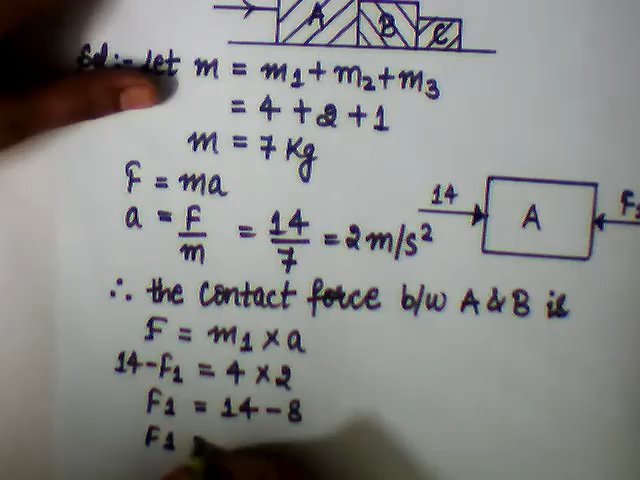 A B C
Sol:- Let m = m1 + m2 + m3
= 4 + 2 + 1
m = 7 Kg
F = ma
a = F/m = 14/7 = 2 m/s²
14 A F1
∴ the contact force b/w A & B is
F = m1 × a
14-F1 = 4 × 2
F1 = 14 - 8
F1